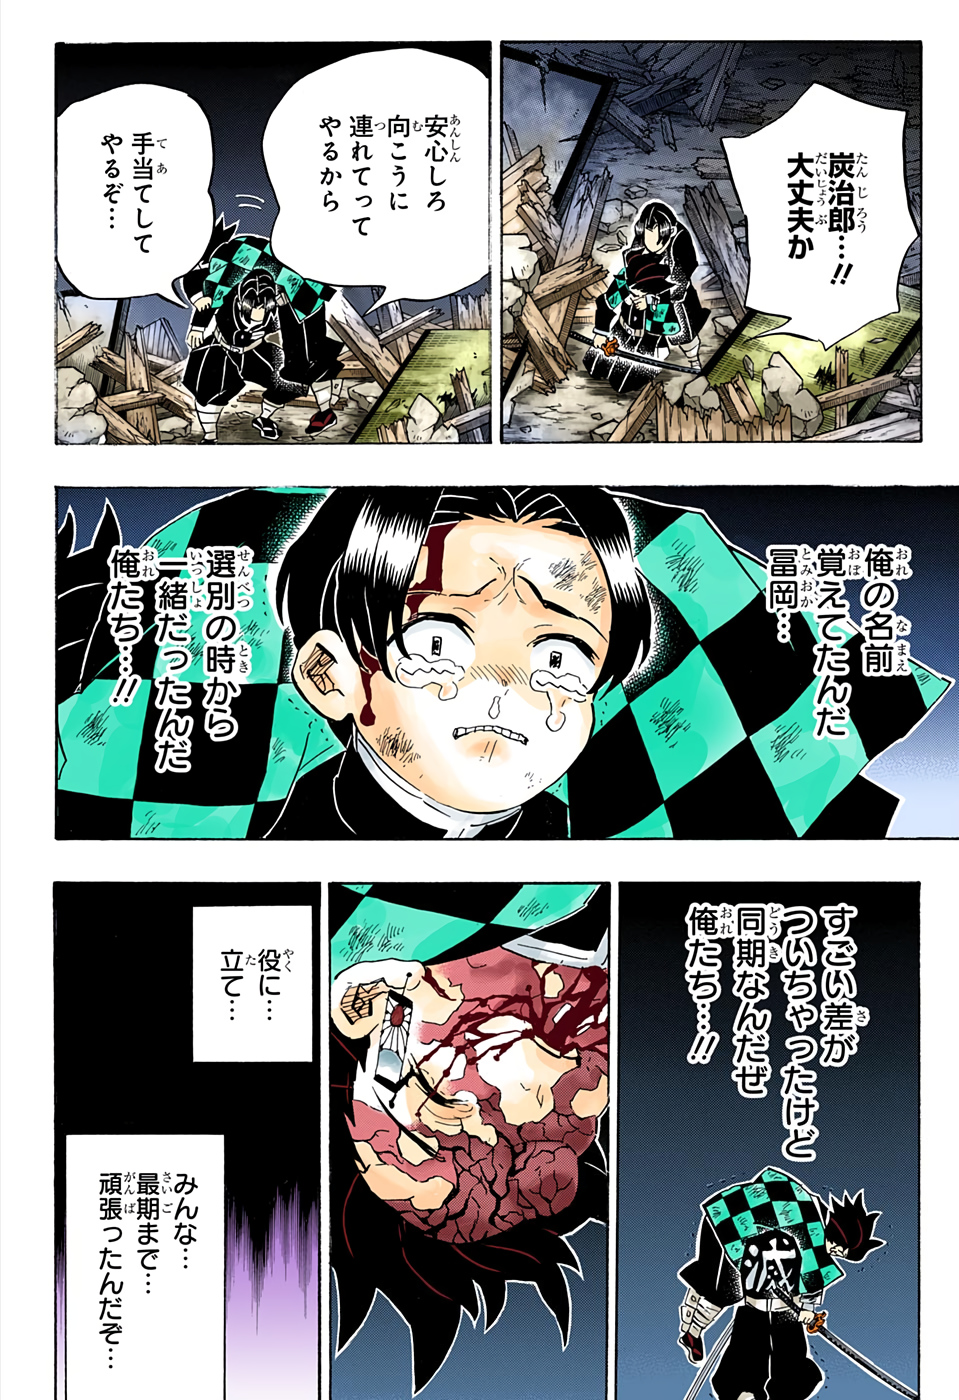 炭治郎…!!
大丈夫か
安心しろ
向こうに
連れてって
やるから
手当てして
やるぞ…
俺の名前
覚えてたんだ
冨岡…
選別の時から
一緒だったんだ
俺たち…!!
すごい差が
ついちゃったけど
同期なんだぜ
俺たち…!!
滅
役に…
立て…
みんな…
最期まで…
頑張ったんだぞ…